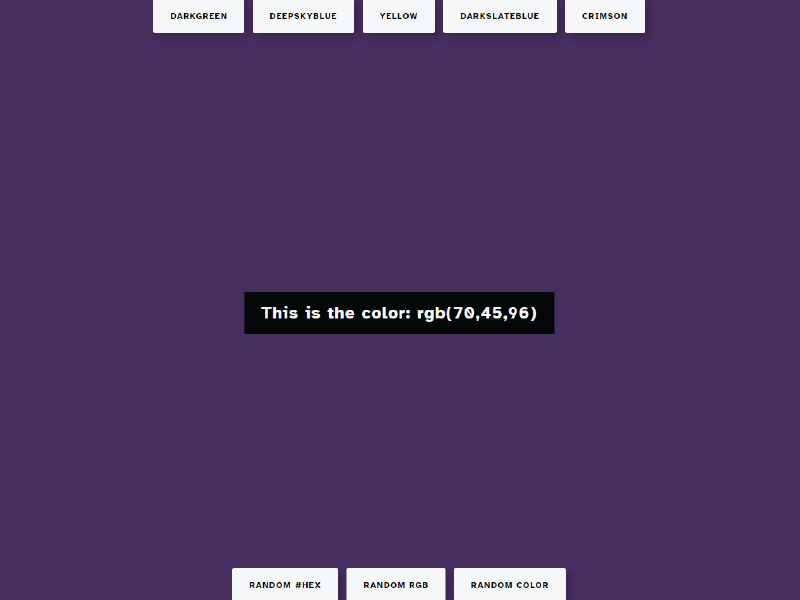 DARKGREEN DEEPSKYBLUE YELLOW DARKSLATEBLUE CRIMSON
This is the color: rgb(70,45,96)
RANDOM #HEX RANDOM RGB RANDOM COLOR